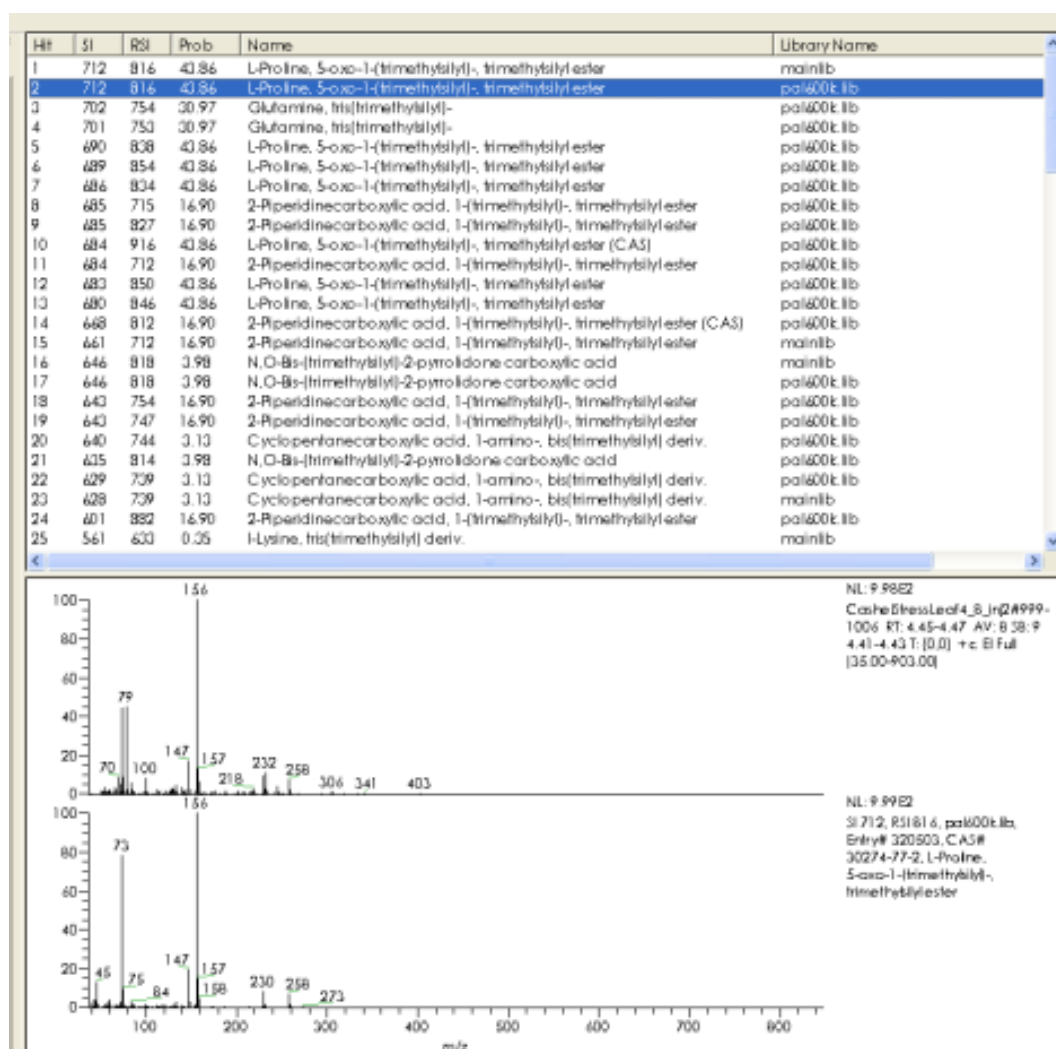 Hit SI RSI Prob Name Library Name
1 712 816 43.86 L-Proline, 5-oxo-1-(trimethylsilyl)-, trimethylsilyl ester mainlib
2 712 816 43.86 L-Proline, 5-oxo-1-(trimethylsilyl)-, trimethylsilyl ester pal600k.lib
3 702 754 30.97 Glutamine, tris(trimethylsilyl)- pal600k.lib
4 701 753 30.97 Glutamine, tris(trimethylsilyl)- pal600k.lib
5 690 838 43.86 L-Proline, 5-oxo-1-(trimethylsilyl)-, trimethylsilyl ester pal600k.lib
6 689 854 43.86 L-Proline, 5-oxo-1-(trimethylsilyl)-, trimethylsilyl ester pal600k.lib
7 686 834 43.86 L-Proline, 5-oxo-1-(trimethylsilyl)-, trimethylsilyl ester pal600k.lib
8 685 715 16.90 2-Piperidinecarboxylic acid, 1-(trimethylsilyl)-, trimethylsilyl ester pal600k.lib
9 685 827 16.90 2-Piperidinecarboxylic acid, 1-(trimethylsilyl)-, trimethylsilyl ester pal600k.lib
10 684 916 43.86 L-Proline, 5-oxo-1-(trimethylsilyl)-, trimethylsilyl ester (CAS) pal600k.lib
11 684 712 16.90 2-Piperidinecarboxylic acid, 1-(trimethylsilyl)-, trimethylsilyl ester pal600k.lib
12 683 850 43.86 L-Proline, 5-oxo-1-(trimethylsilyl)-, trimethylsilyl ester pal600k.lib
13 680 846 43.86 L-Proline, 5-oxo-1-(trimethylsilyl)-, trimethylsilyl ester pal600k.lib
14 668 812 16.90 2-Piperidinecarboxylic acid, 1-(trimethylsilyl)-, trimethylsilyl ester (CAS) pal600k.lib
15 661 712 16.90 2-Piperidinecarboxylic acid, 1-(trimethylsilyl)-, trimethylsilyl ester mainlib
16 646 818 3.98 N,O-Bis-(trimethylsilyl)-2-pyrrolidone carboxylic acid mainlib
17 646 818 3.98 N,O-Bis-(trimethylsilyl)-2-pyrrolidone carboxylic acid pal600k.lib
18 643 754 16.90 2-Piperidinecarboxylic acid, 1-(trimethylsilyl)-, trimethylsilyl ester pal600k.lib
19 643 747 16.90 2-Piperidinecarboxylic acid, 1-(trimethylsilyl)-, trimethylsilyl ester pal600k.lib
20 640 744 3.13 Cyclopentanecarboxylic acid, 1-amino-, bis(trimethylsilyl) deriv. pal600k.lib
21 635 814 3.98 N,O-Bis-(trimethylsilyl)-2-pyrrolidone carboxylic acid pal600k.lib
22 629 739 3.13 Cyclopentanecarboxylic acid, 1-amino-, bis(trimethylsilyl) deriv. pal600k.lib
23 628 739 3.13 Cyclopentanecarboxylic acid, 1-amino-, bis(trimethylsilyl) deriv. mainlib
24 601 882 16.90 2-Piperidinecarboxylic acid, 1-(trimethylsilyl)-, trimethylsilyl ester pal600k.lib
25 561 633 0.35 l-Lysine, tris(trimethylsilyl) deriv. mainlib
156
NL: 9.98E2
100
80
60
40
20
0
79
70 100 147 157 218 232 258 306 341 403
CasheStressLeaf4_B_inj2#999-
1006 RT: 4.45-4.47 AV: 8 SB: 9
4.41-4.43 T: {0,0} + c EI Full
[35.00-903.00]
156
100
80
60
40
20
0
73
45 75 84 147 157 158 230 258 273
NL: 9.99E2
SI 712, RSI 816, pal600k.lib,
Entry# 320503, CAS#
30274-77-2, L-Proline,
5-oxo-1-(trimethylsilyl)-,
trimethylsilyl ester
100 200 300 400 500 600 700 800
m/z